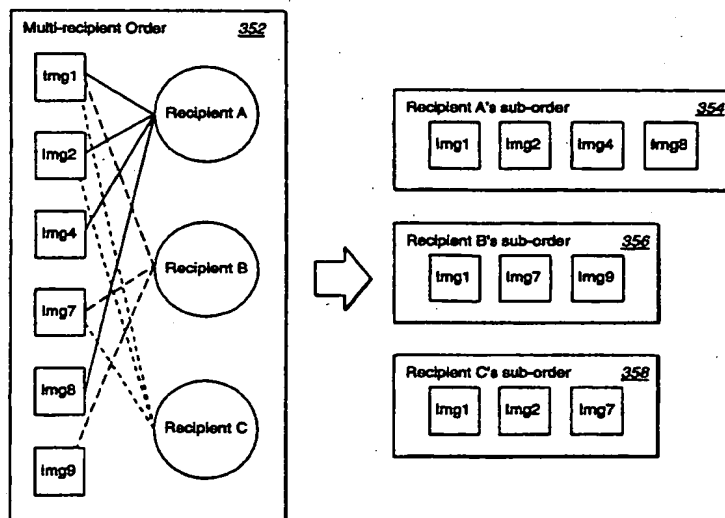 Multi-recipient Order 352
Img1
Img2
Img4
Img7
Img8
Img9
Recipient A
Recipient B
Recipient C
Recipient A's sub-order 354
Img1 Img2 Img4 Img8
Recipient B's sub-order 356
Img1 Img7 Img9
Recipient C's sub-order 358
Img1 Img2 Img7